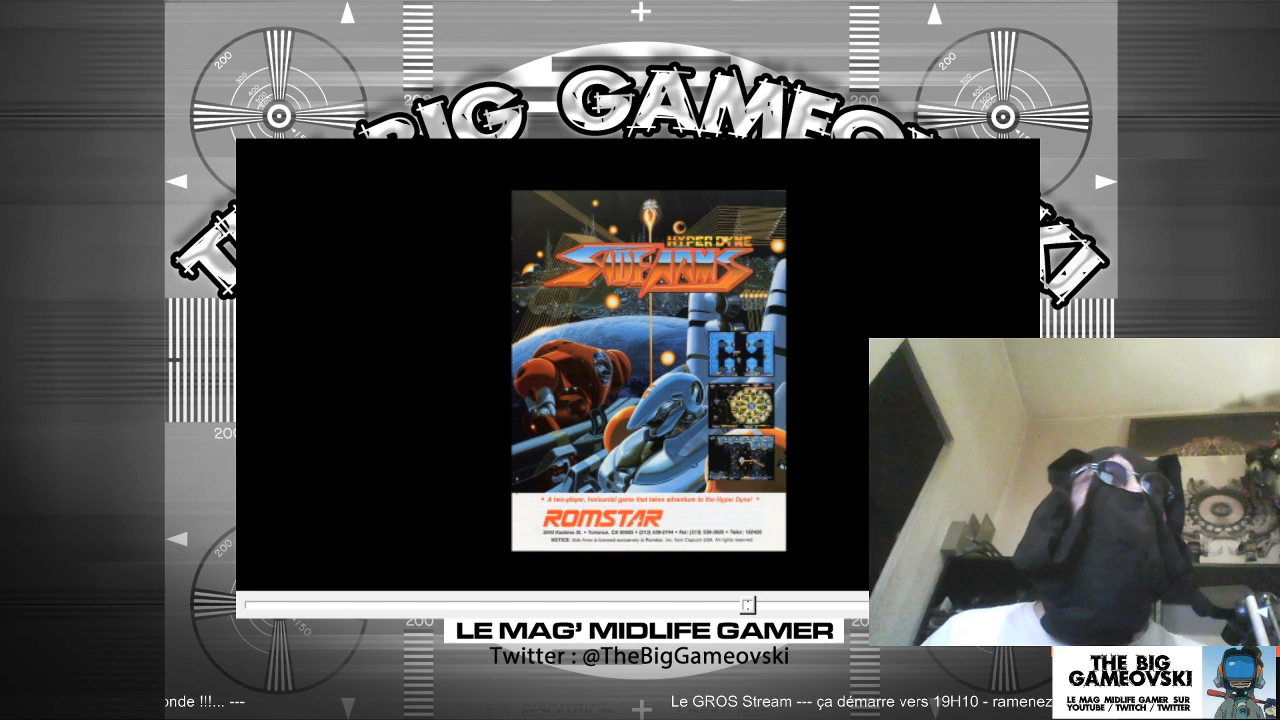 200
200
BIG GAMEO
HYPER DYNE
SIDE ARMS
A two-player, horizontal game that takes adventure to the Hyper Dyne!
ROMSTAR
LE MAG' MIDLIFE GAMER
Twitter : @TheBigGameovski
THE BIG
GAMEOVSKI
LE MAG MIDLIFE GAMER SUR
YOUTUBE / TWITCH / TWITTER
onde !!!... --- Le GROS Stream --- ça démarre vers 19H10 - ramenez